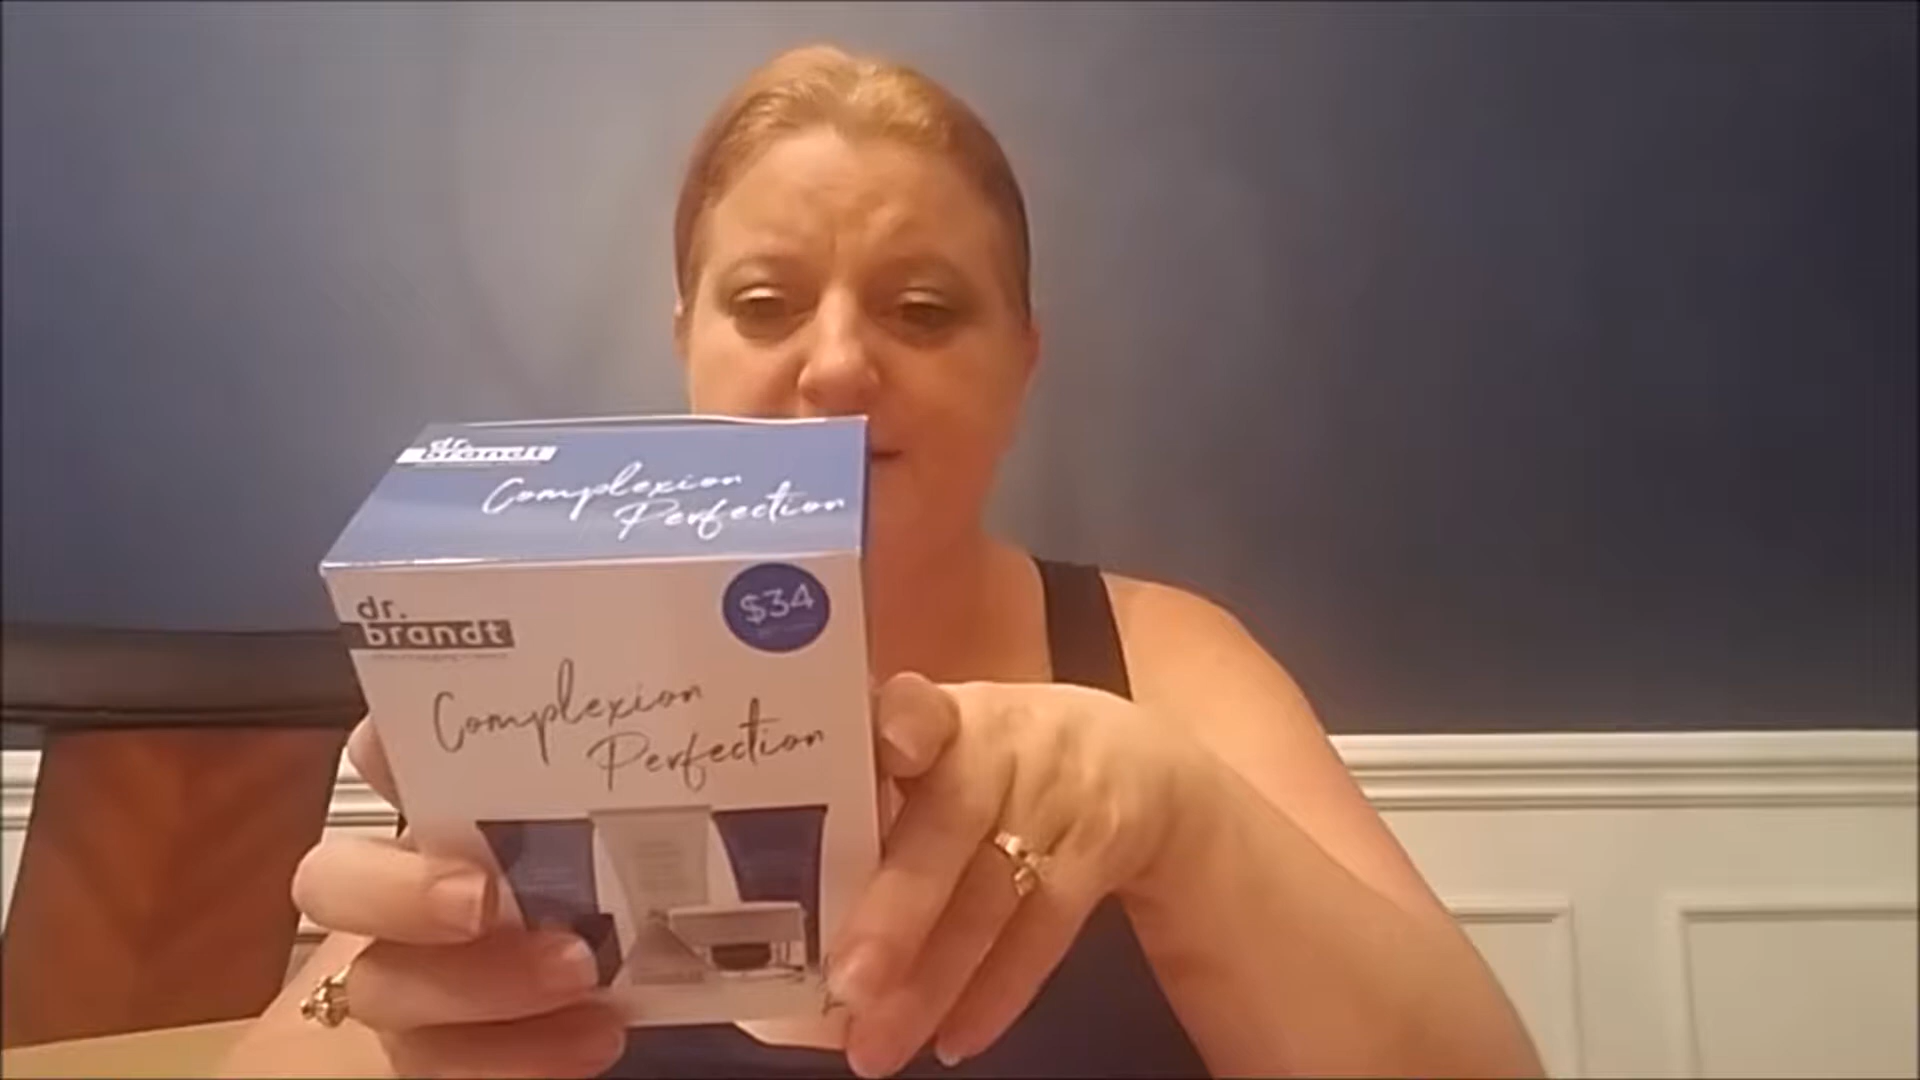 dr.
brandt
Complexion
Perfection
dr.
brandt
$34
Complexion
Perfection